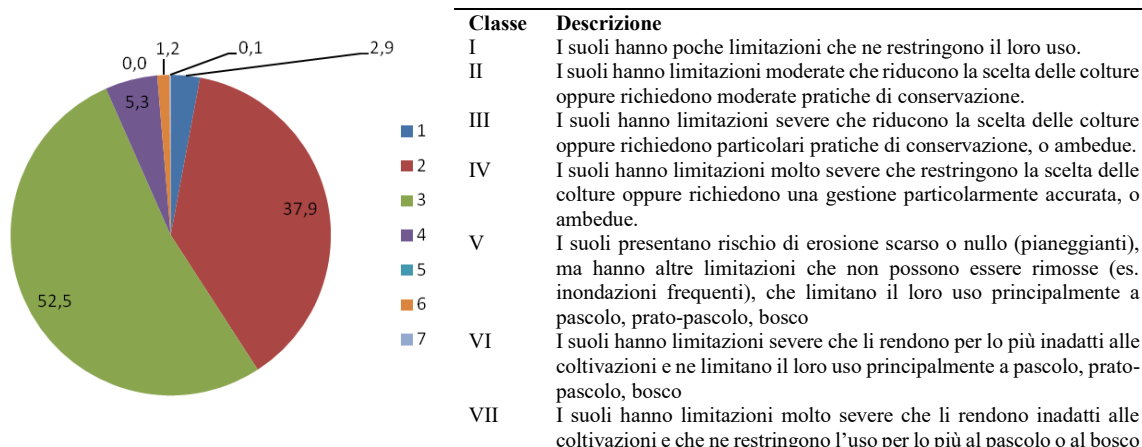 1,2
0,1
2,9
0,0
5,3
37,9
52,5
1
2
3
4
5
6
7
Classe Descrizione
I I suoli hanno poche limitazioni che ne restringono il loro uso.
II I suoli hanno limitazioni moderate che riducono la scelta delle colture
oppure richiedono moderate pratiche di conservazione.
III I suoli hanno limitazioni severe che riducono la scelta delle colture
oppure richiedono particolari pratiche di conservazione, o ambedue.
IV I suoli hanno limitazioni molto severe che restringono la scelta delle
colture oppure richiedono una gestione particolarmente accurata, o
ambedue.
V I suoli presentano rischio di erosione scarso o nullo (pianeggianti),
ma hanno altre limitazioni che non possono essere rimosse (es.
inondazioni frequenti), che limitano il loro uso principalmente a
pascolo, prato-pascolo, bosco
VI I suoli hanno limitazioni severe che li rendono per lo più inadatti alle
coltivazioni e ne limitano il loro uso principalmente a pascolo, prato-
pascolo, bosco
VII I suoli hanno limitazioni molto severe che li rendono inadatti alle
coltivazioni e che ne restringono l'uso per lo più al pascolo o al bosco